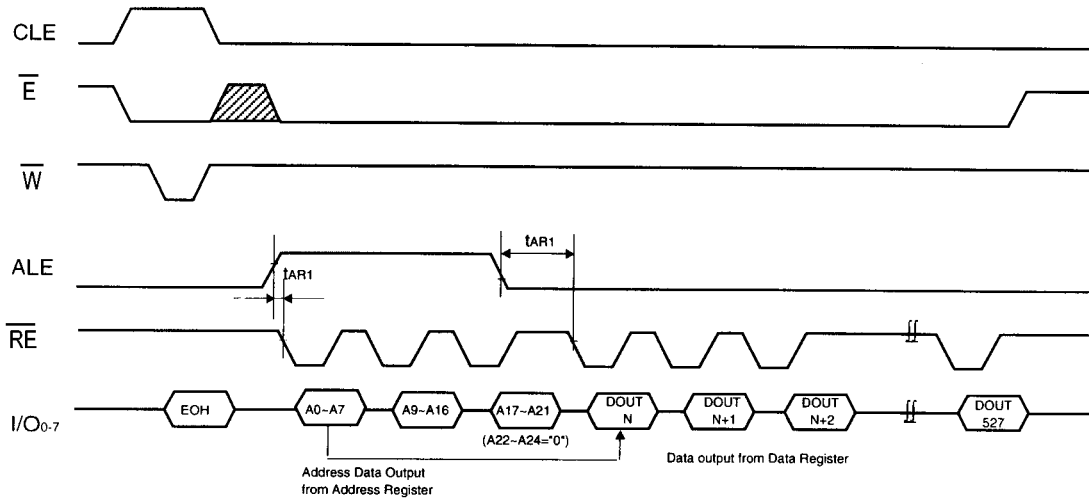 CLE
E
W
ALE
tAR1
tAR1
RE
I/O0-7
EOH
A0~A7
A9~A16
A17~A21
(A22~A24="0")
DOUT
N
DOUT
N+1
DOUT
N+2
DOUT
527
Address Data Output
from Address Register
Data output from Data Register